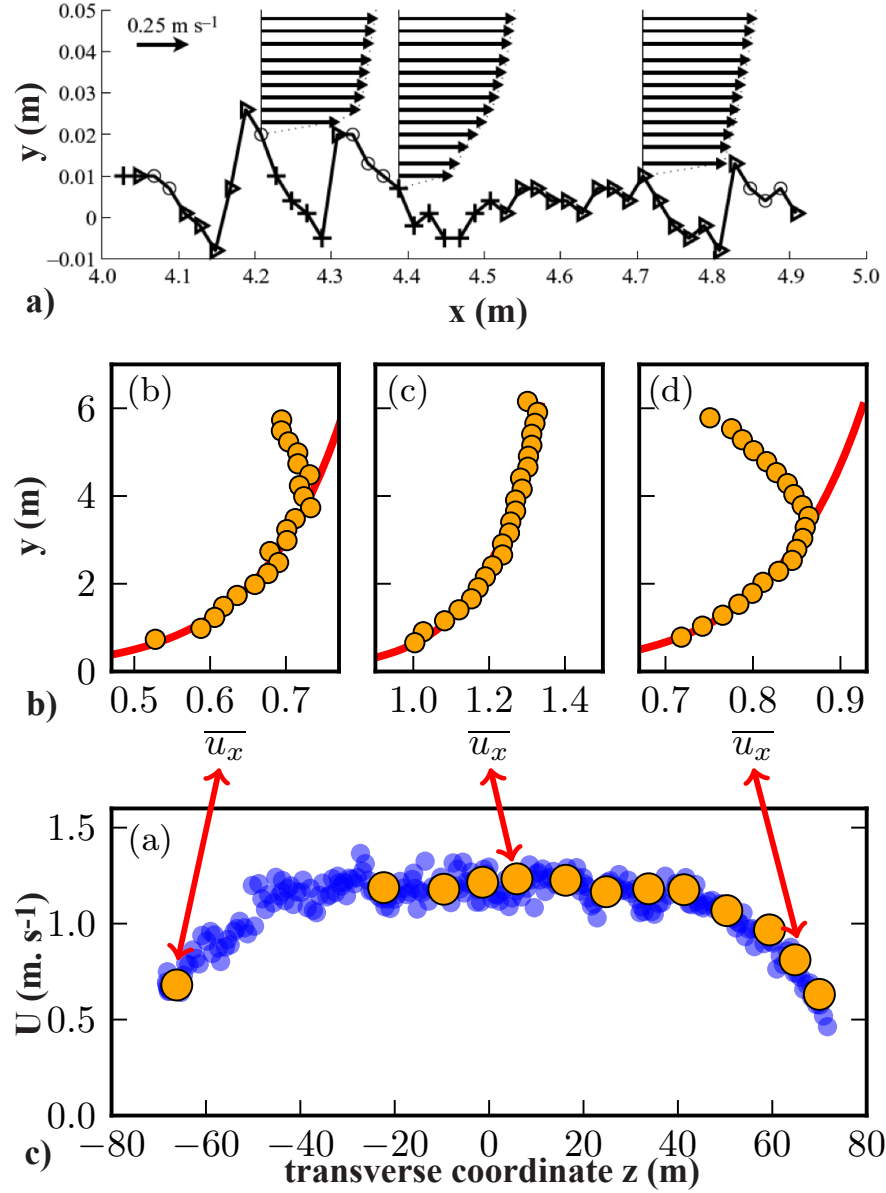 0.05
0.04
0.03
0.02
0.01
0
−0.01
y (m)
0.25 m s⁻¹
4.0 4.1 4.2 4.3 4.4 4.5 4.6 4.7 4.8 4.9 5.0
a) x (m)
(b) (c) (d)
6
4
2
0
y (m)
0.5 0.6 0.7 1.0 1.2 1.4 0.7 0.8 0.9
b) u_x u_x u_x
(a)
1.5
1.0
0.5
0.0
U (m. s⁻¹)
−80 −60 −40 −20 0 20 40 60 80
c) transverse coordinate z (m)